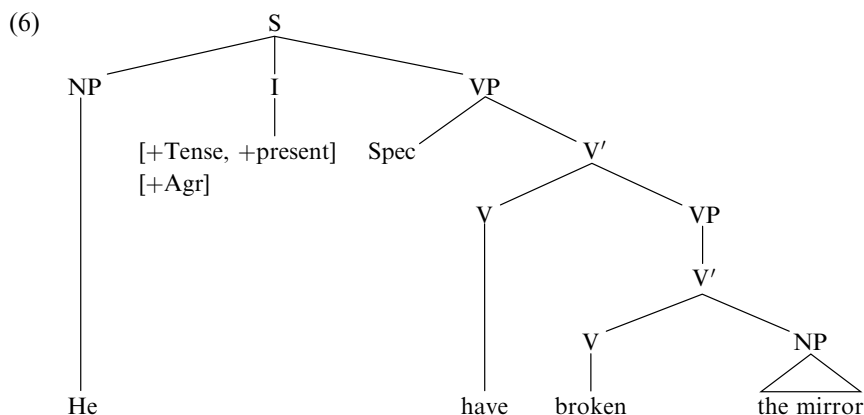 (6) S
NP I VP
[+Tense, +present] Spec V′
[+Agr]
V VP
V′
V NP
He have broken the mirror